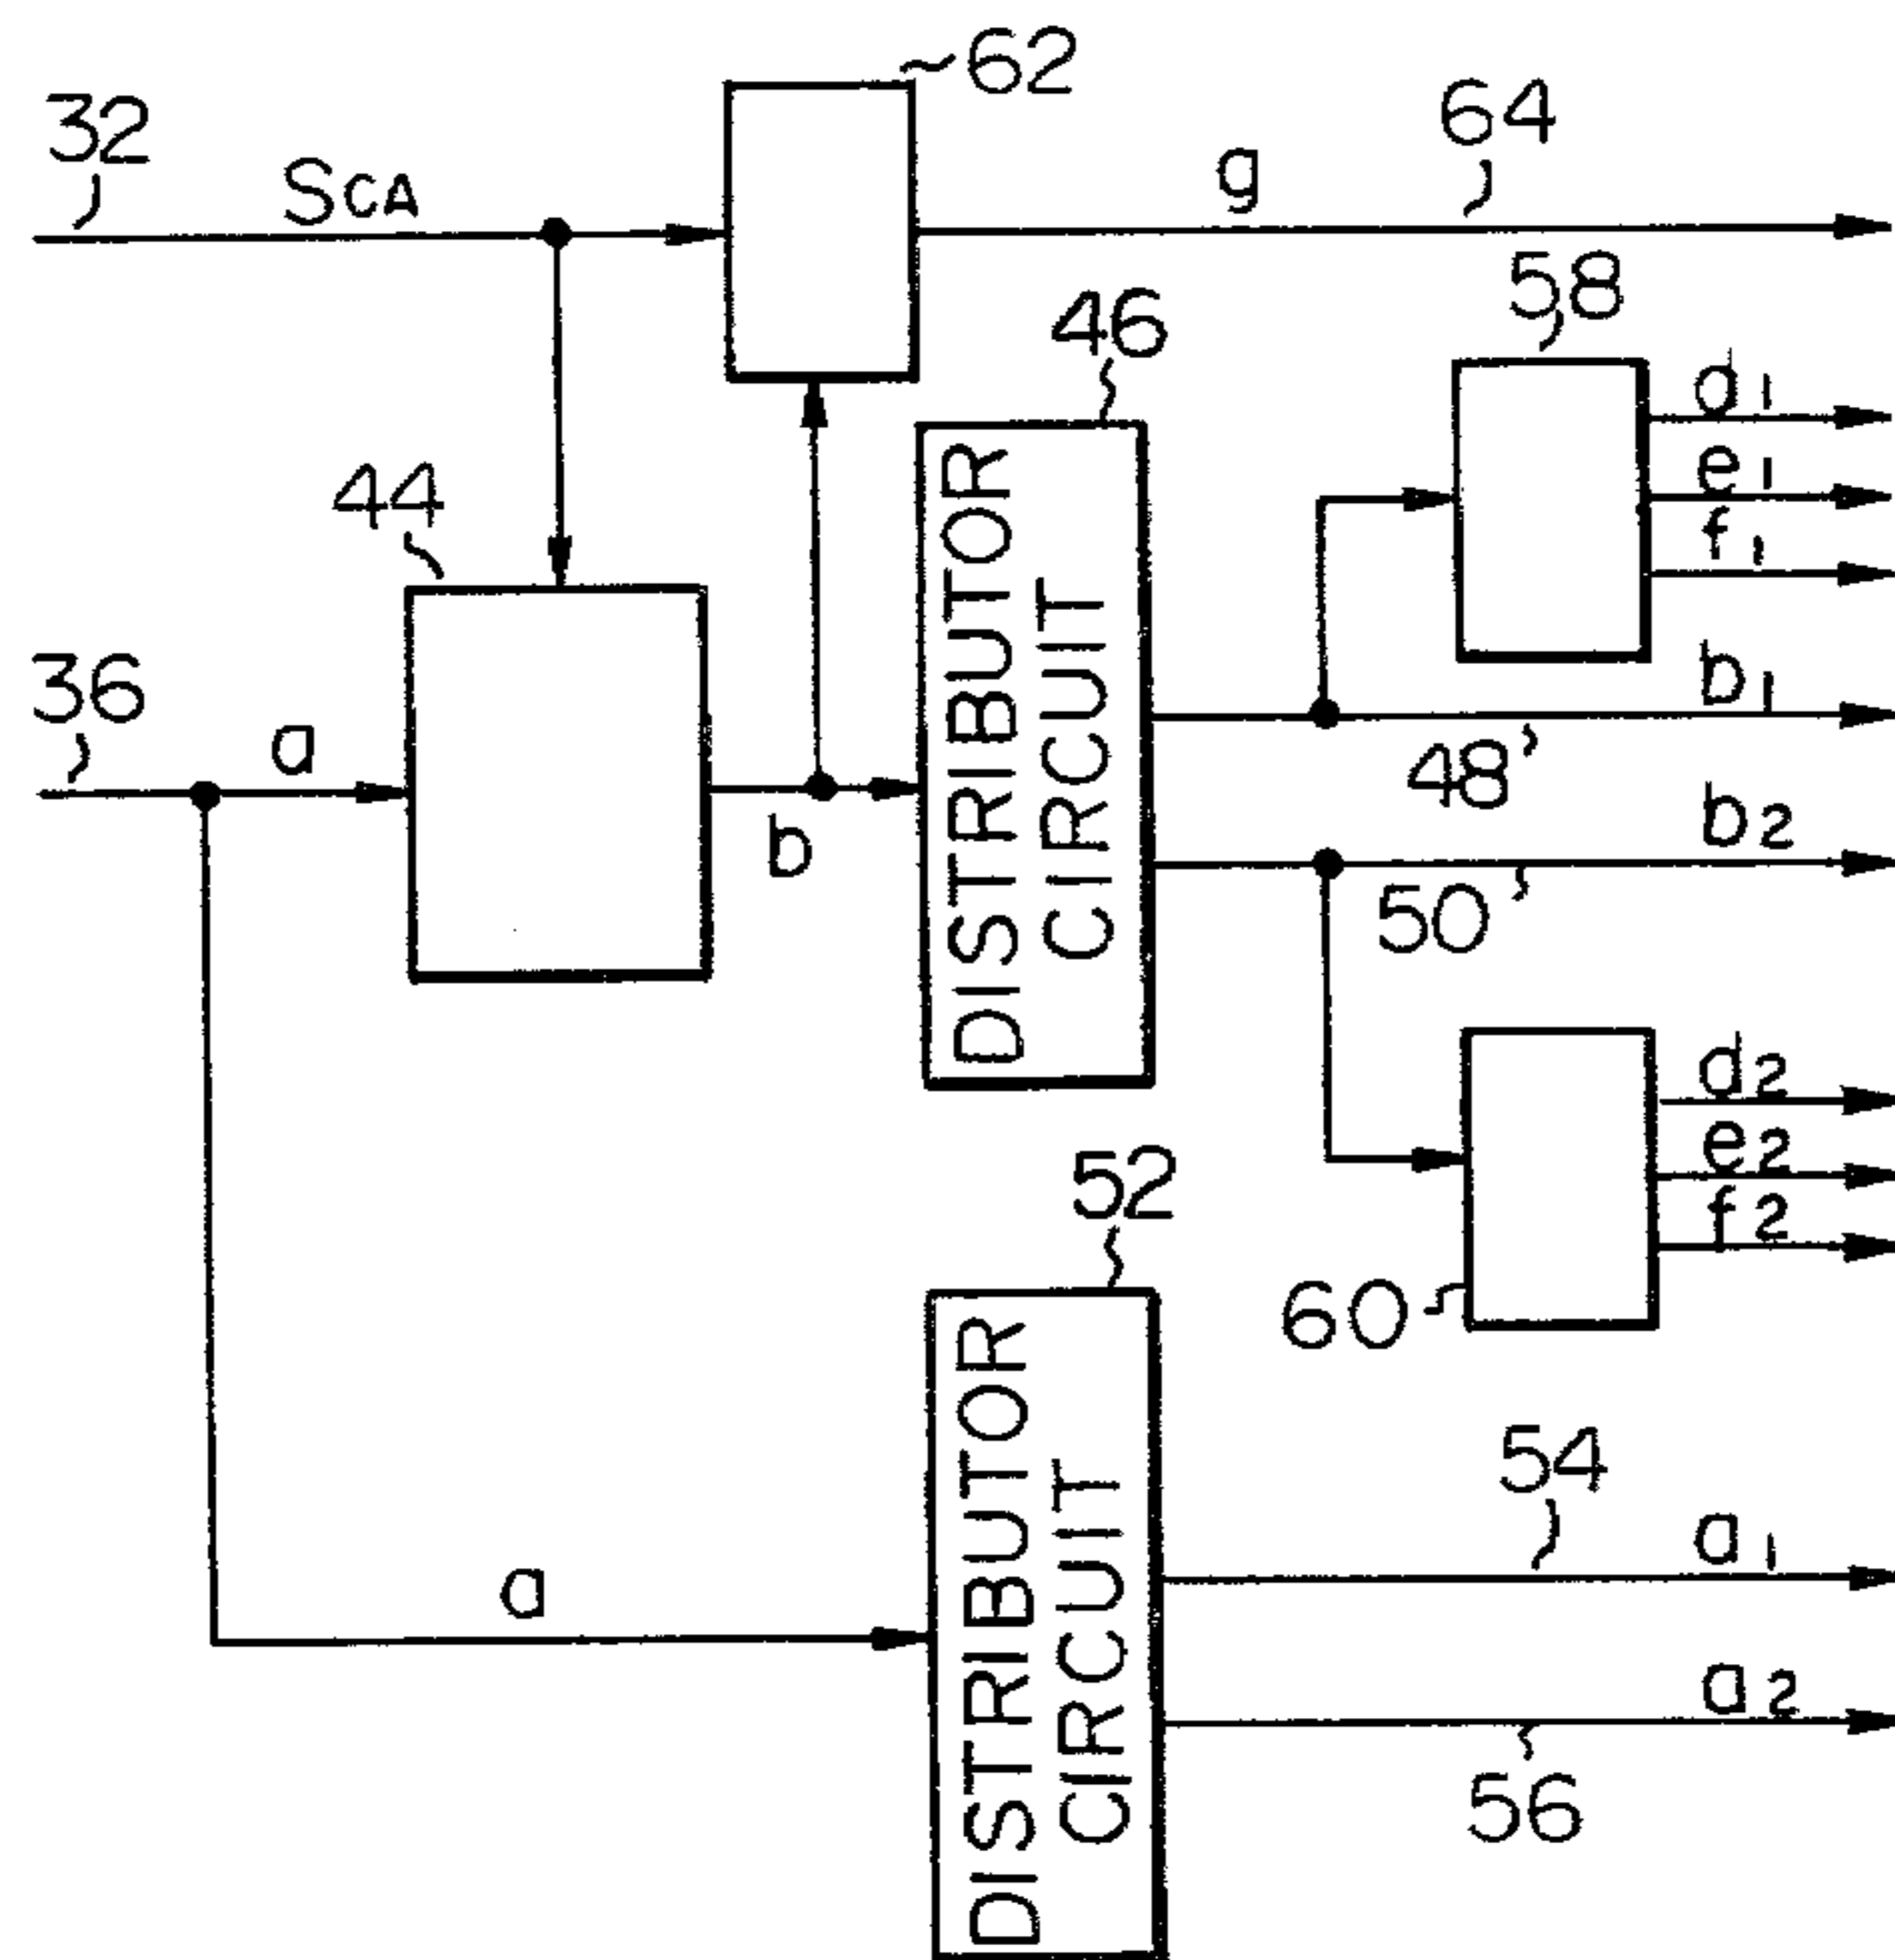 62
32
64
SCA
g
58
46
d1
e1
44
f1
36
b1
a
48
b2
b
50
DISTRIBUTOR
CIRCUIT
d2
e2
52
f2
60
54
a1
a
a2
56
DISTRIBUTOR
CIRCUIT